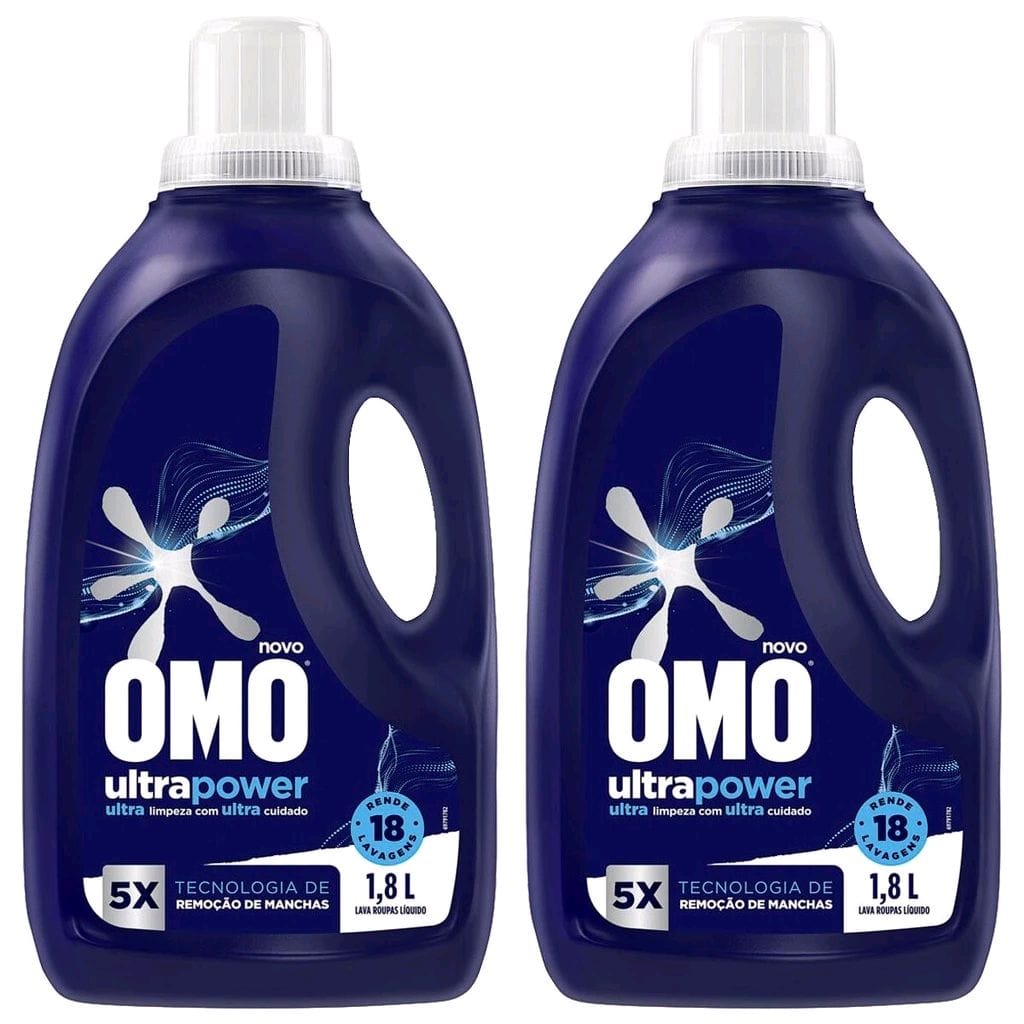 novo
OMO®
ultrapower
ultra limpeza com ultra cuidado
RENDE
18
LAVAGENS
5X
TECNOLOGIA DE
REMOÇÃO DE MANCHAS
1,8 L
LAVA ROUPAS LÍQUIDO
novo
OMO®
ultrapower
ultra limpeza com ultra cuidado
RENDE
18
LAVAGENS
5X
TECNOLOGIA DE
REMOÇÃO DE MANCHAS
1,8 L
LAVA ROUPAS LÍQUIDO